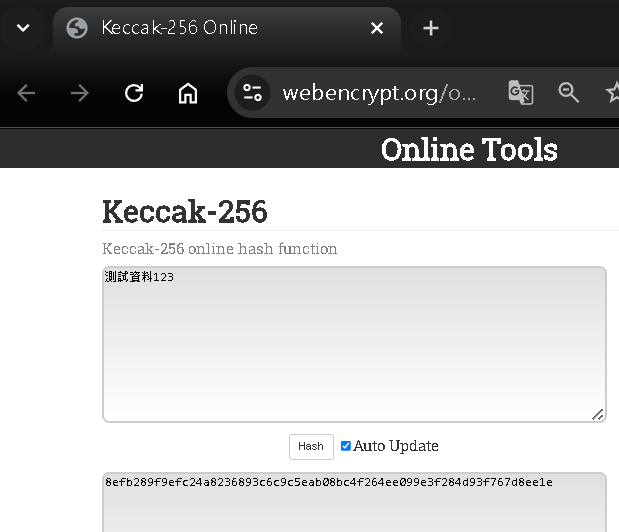 Keccak-256 Online
webencrypt.org/o...
Online Tools
Keccak-256
Keccak-256 online hash function
測試資料123
Hash
Auto Update
8efb289f9efc24a8236893c6c9c5eab08bc4f264ee099e3f284d93f767d8ee1e